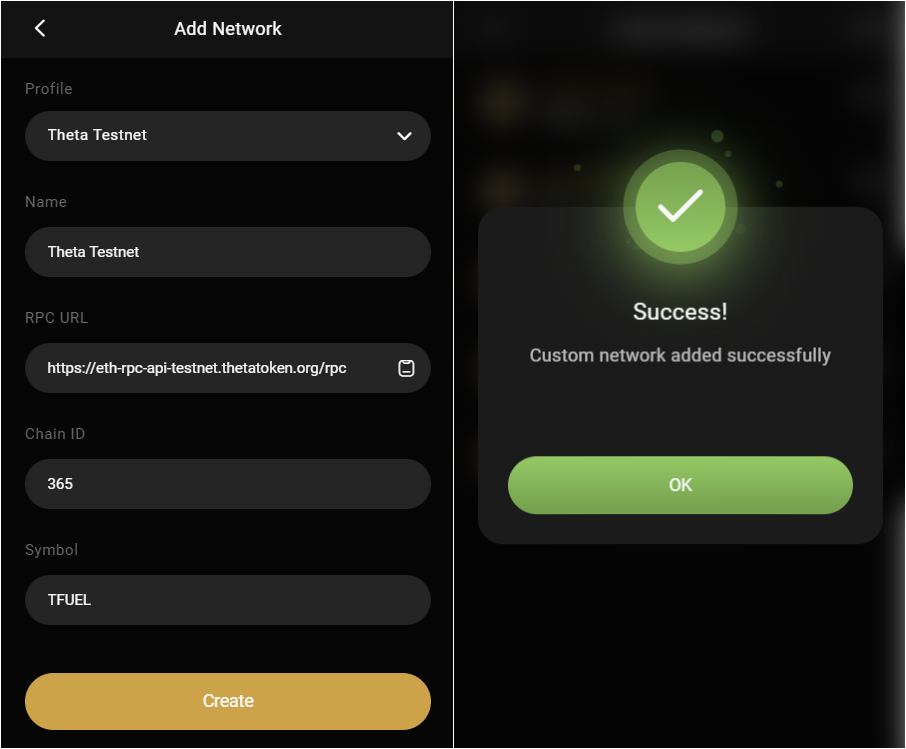 Add Network
Profile
Theta Testnet
Name
Theta Testnet
RPC URL
https://eth-rpc-api-testnet.thetatoken.org/rpc
Chain ID
365
Symbol
TFUEL
Create
Success!
Custom network added successfully
OK